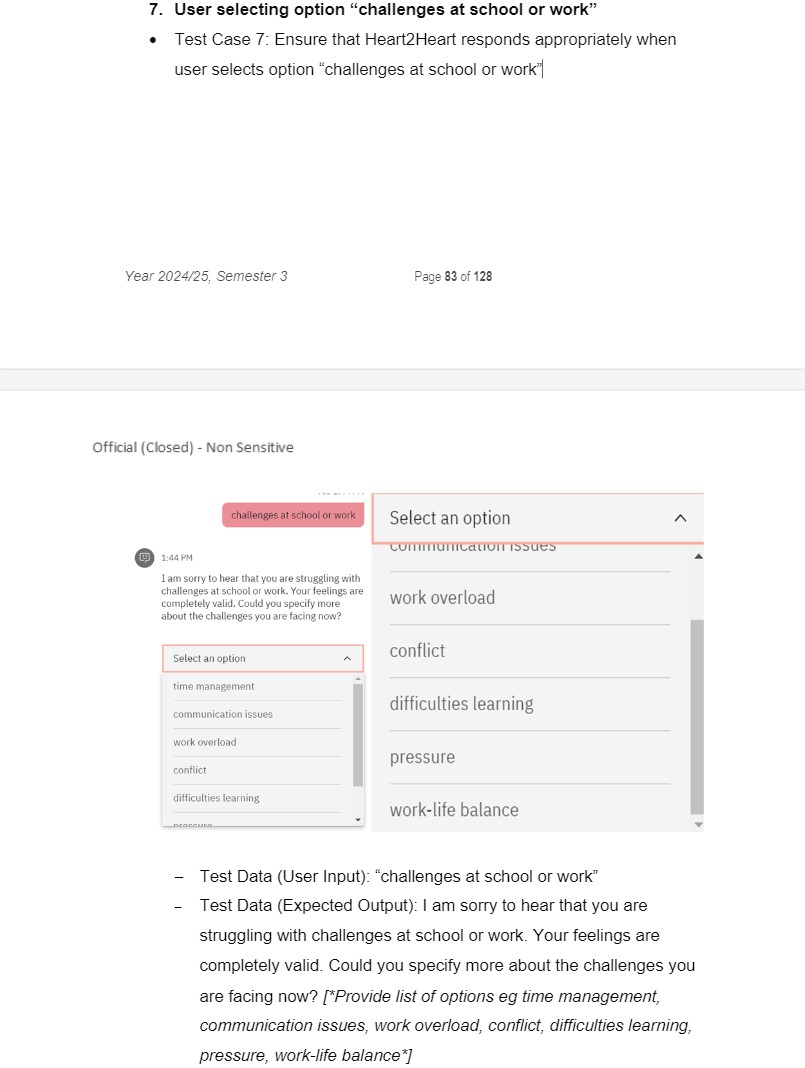 7. User selecting option “challenges at school or work”
• Test Case 7: Ensure that Heart2Heart responds appropriately when
user selects option “challenges at school or work”
Year 2024/25, Semester 3
Page 83 of 128
Official (Closed) - Non Sensitive
challenges at school or work
1:44 PM
I am sorry to hear that you are struggling with
challenges at school or work. Your feelings are
completely valid. Could you specify more
about the challenges you are facing now?
Select an option
time management
communication issues
work overload
conflict
difficulties learning
pressure
Select an option
communication issues
work overload
conflict
difficulties learning
pressure
work-life balance
– Test Data (User Input): “challenges at school or work”
– Test Data (Expected Output): I am sorry to hear that you are
struggling with challenges at school or work. Your feelings are
completely valid. Could you specify more about the challenges you
are facing now? [*Provide list of options eg time management,
communication issues, work overload, conflict, difficulties learning,
pressure, work-life balance*]